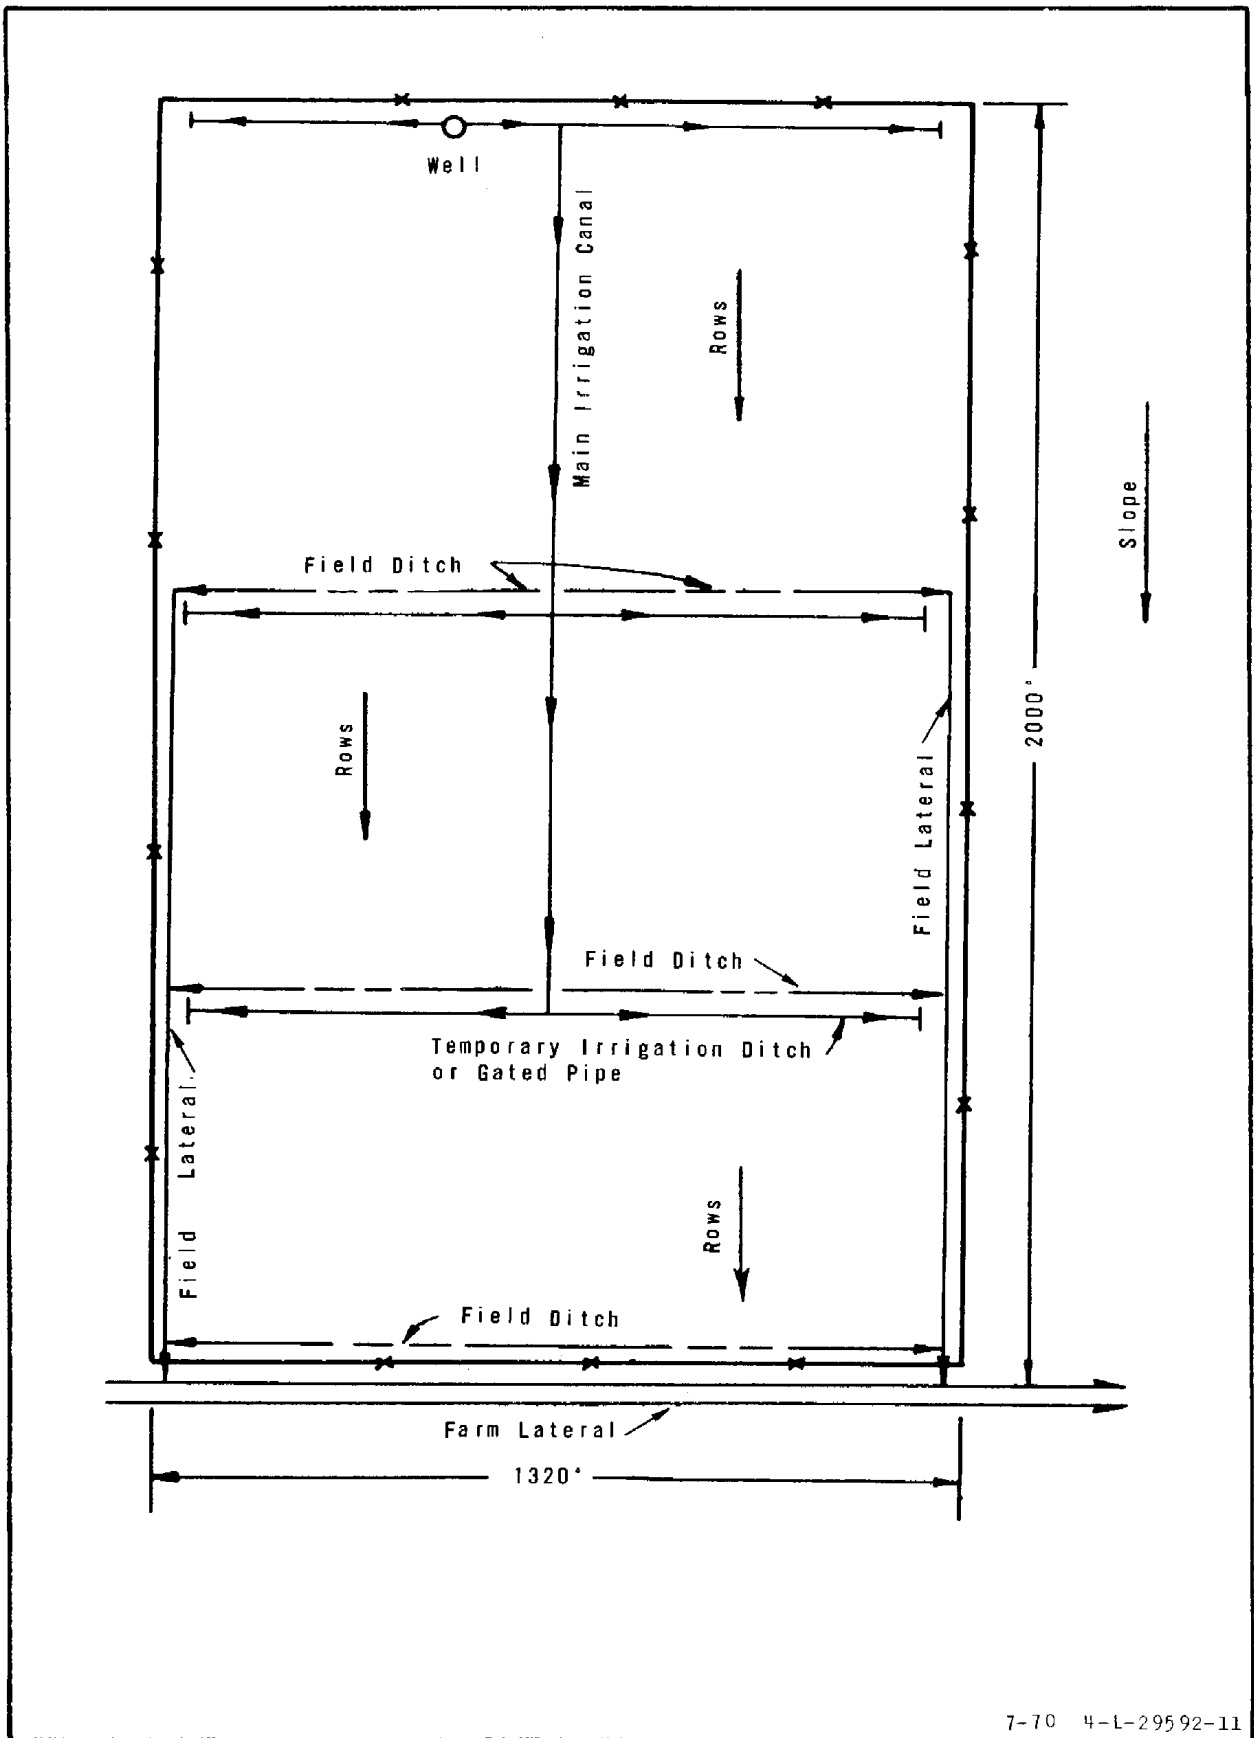 Well
Main Irrigation Canal
Rows
Slope
Field Ditch
2000'
Rows
Field Lateral
Field Ditch
Temporary Irrigation Ditch
or Gated Pipe
Field Lateral
Rows
Field Ditch
Farm Lateral
1320'
7-70 4-L-29592-11